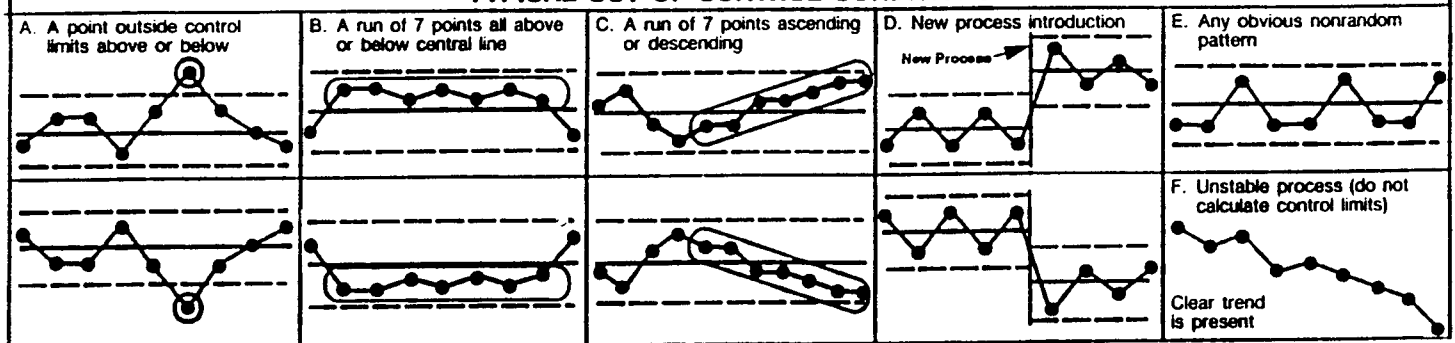 A. A point outside control
limits above or below
B. A run of 7 points all above
or below central line
C. A run of 7 points ascending
or descending
D. New process introduction
New Process
E. Any obvious nonrandom
pattern
F. Unstable process (do not
calculate control limits)
Clear trend
is present